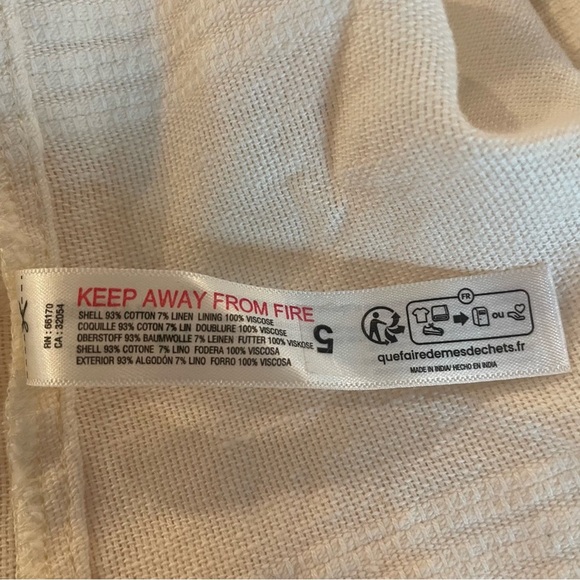 RN : 66170
CA : 32054
KEEP AWAY FROM FIRE
SHELL 93% COTTON 7% LINEN LINING 100% VISCOSE
COQUILLE 93% COTON 7% LIN DOUBLURE 100% VISCOSE
OBERSTOFF 93% BAUMWOLLE 7% LEINEN FUTTER 100% VISKOSE
SHELL 93% COTONE 7% LINO FODERA 100% VISCOSA
EXTERIOR 93% ALGODÓN 7% LINO FORRO 100% VISCOSA
5
FR
ou
quefairedemesdechets.fr
MADE IN INDIA/ HECHO EN INDIA